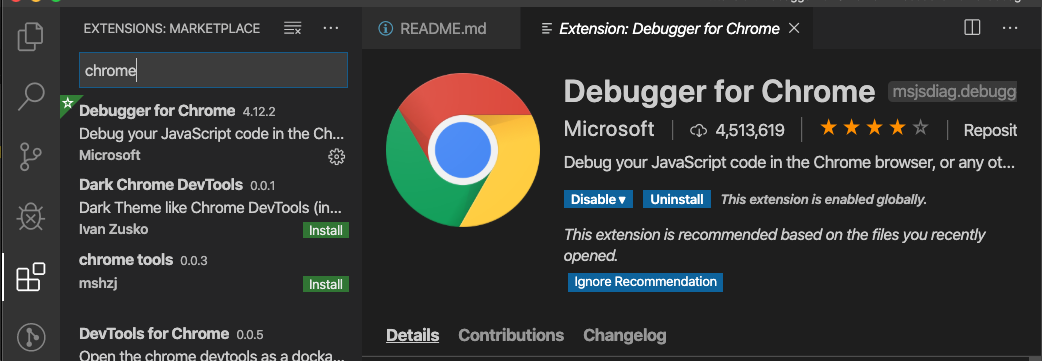 EXTENSIONS: MARKETPLACE
README.md
Extension: Debugger for Chrome
chrome
Debugger for Chrome 4.12.2
Debug your JavaScript code in the Ch...
Microsoft
Dark Chrome DevTools 0.0.1
Dark Theme like Chrome DevTools (in...
Ivan Zusko
Install
chrome tools 0.0.3
mshzj
Install
DevTools for Chrome 0.0.5
Open the chrome devtools as a docka...
Debugger for Chrome msjsdiag.debugg
Microsoft 4,513,619 Reposit
Debug your JavaScript code in the Chrome browser, or any ot...
Disable Uninstall This extension is enabled globally.
This extension is recommended based on the files you recently
opened.
Ignore Recommendation
Details Contributions Changelog